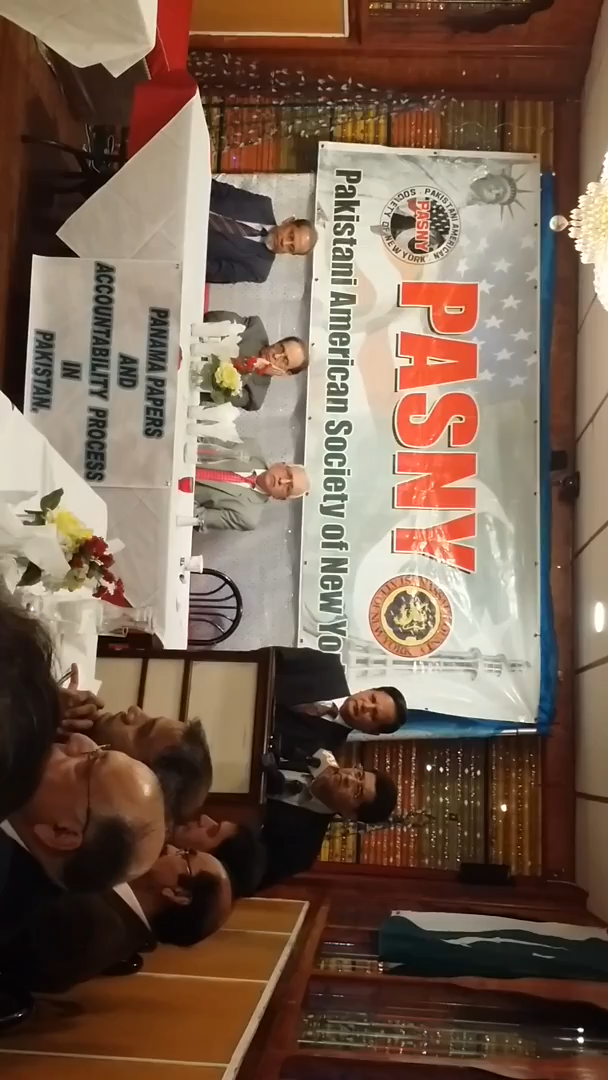 PAKISTANI AMERICAN
PASNY
SOCIETY OF NEW YORK
PASNY
Pakistani American Society of New Yo
PANAMA PAPERS
AND
ACCOUNTABILITY PROCESS
IN
PAKISTAN.